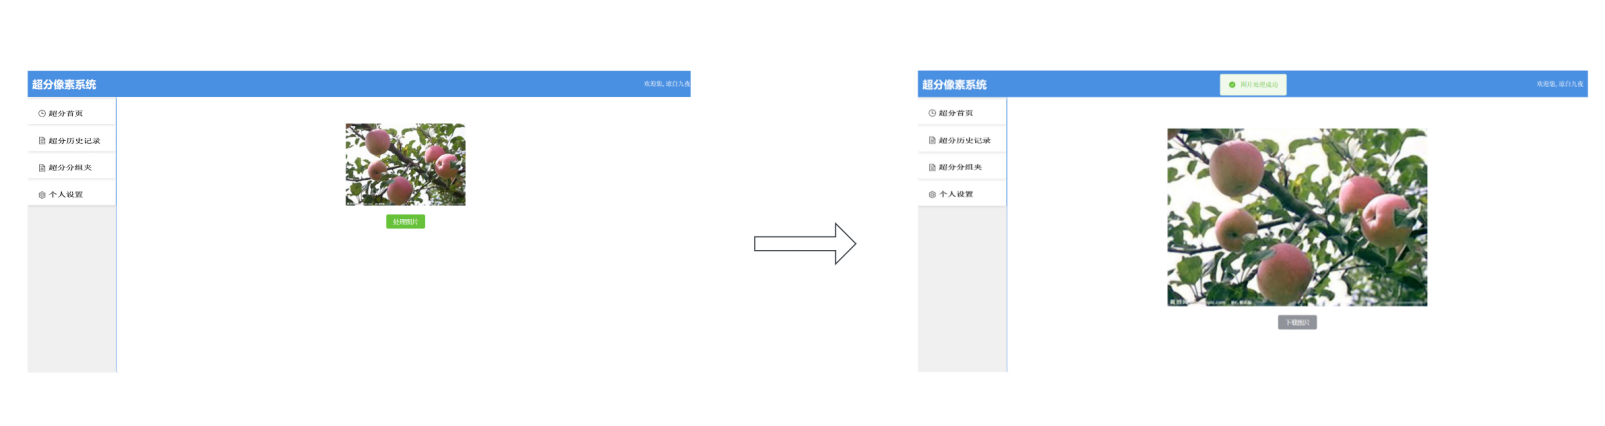 超分像素系统
欢迎您, 凉白九夜
超分首页
超分历史记录
超分分组夹
个人设置
处理图片
超分像素系统
图片处理成功
欢迎您, 凉白九夜
超分首页
超分历史记录
超分分组夹
个人设置
下载图片